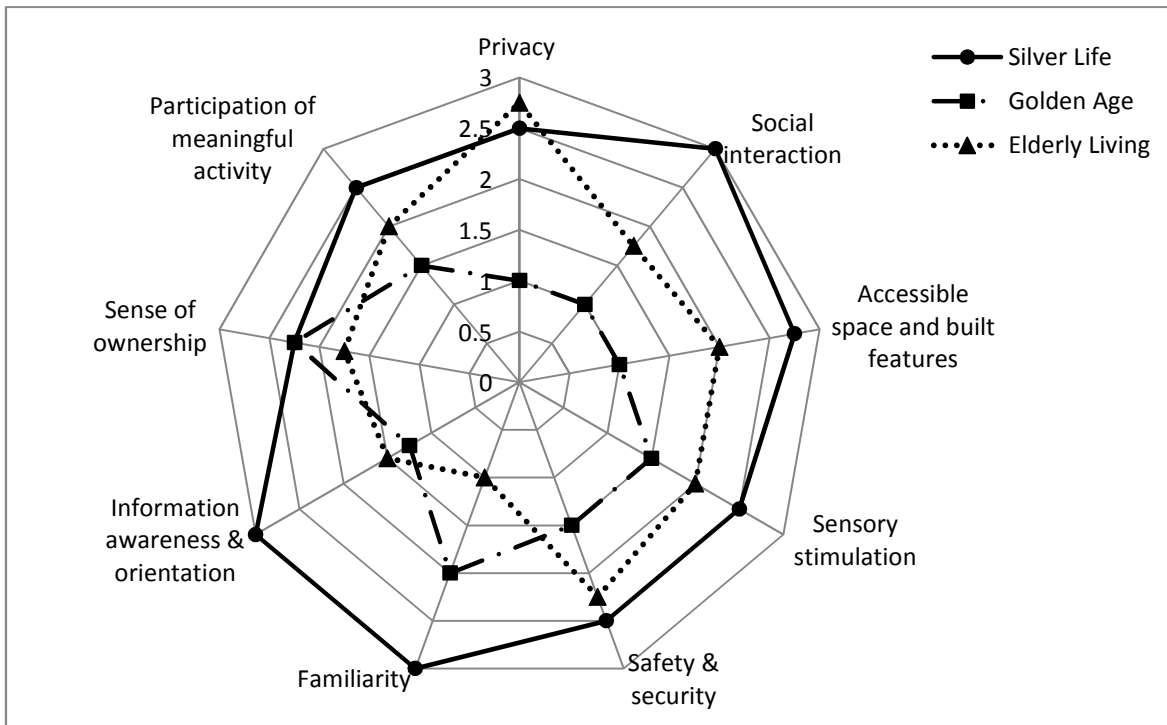 Privacy
Silver Life
Golden Age
Elderly Living
Participation of
meaningful
activity
Social
interaction
3
2.5
2
1.5
1
0.5
0
Sense of
ownership
Accessible
space and built
features
Information
awareness &
orientation
Sensory
stimulation
Familiarity
Safety &
security